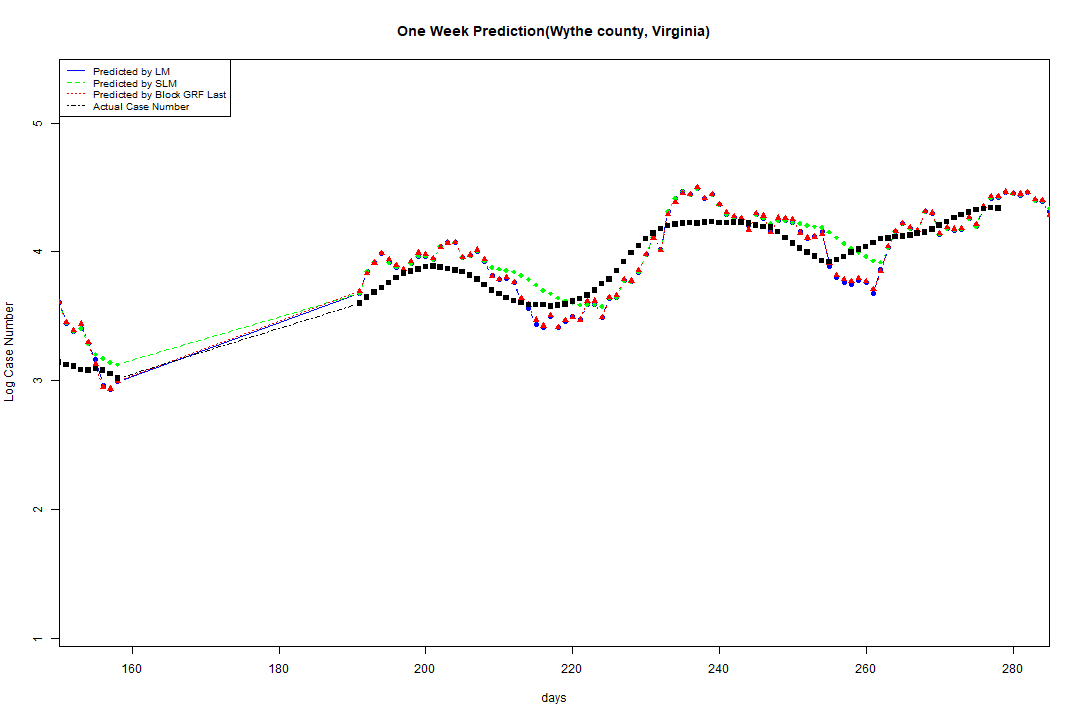 One Week Prediction(Wythe county, Virginia)
Predicted by LM
Predicted by SLM
Predicted by Block GRF Last
Actual Case Number
5
4
3
2
1
Log Case Number
160 180 200 220 240 260 280
days